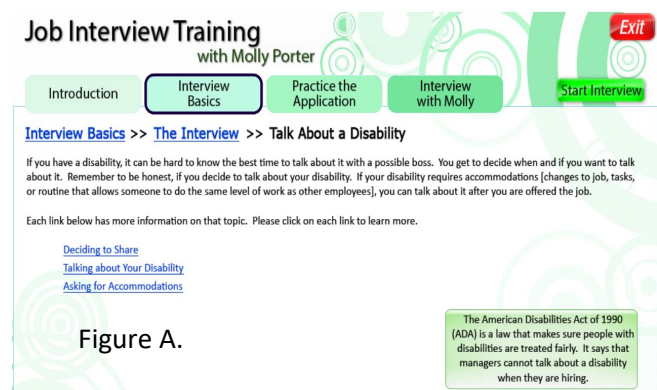 Job Interview Training
with Molly Porter
Exit
Introduction
Interview
Basics
Practice the
Application
Interview
with Molly
Start Interview
Interview Basics >> The Interview >> Talk About a Disability
If you have a disability, it can be hard to know the best time to talk about it with a possible boss. You get to decide when and if you want to talk
about it. Remember to be honest, if you decide to talk about your disability. If your disability requires accommodations [changes to job, tasks,
or routine that allows someone to do the same level of work as other employees], you can talk about it after you are offered the job.
Each link below has more information on that topic. Please click on each link to learn more.
Deciding to Share
Talking about Your Disability
Asking for Accommodations
Figure A.
The American Disabilities Act of 1990
(ADA) is a law that makes sure people with
disabilities are treated fairly. It says that
managers cannot talk about a disability
when they are hiring.